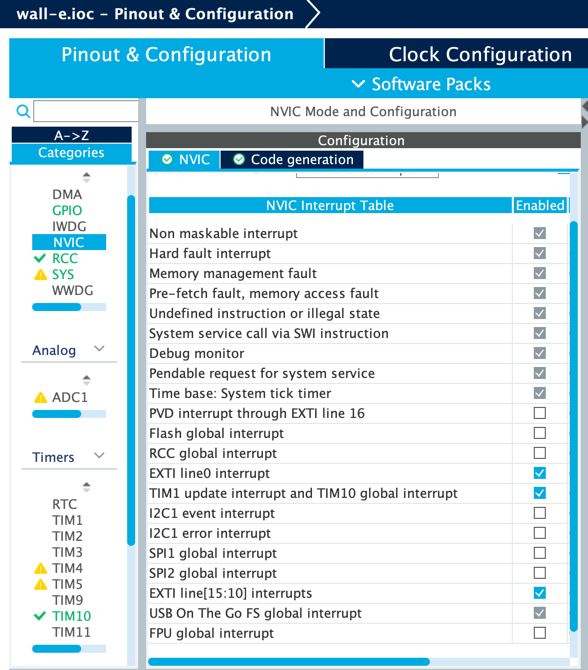 wall-e.ioc – Pinout & Configuration
Pinout & Configuration
Clock Configuration
Software Packs
NVIC Mode and Configuration
A->Z
Categories
DMA
GPIO
IWDG
NVIC
RCC
SYS
WWDG
Analog
ADC1
Timers
RTC
TIM1
TIM2
TIM3
TIM4
TIM5
TIM9
TIM10
TIM11
Configuration
NVIC
Code generation
NVIC Interrupt Table Enabled
Non maskable interrupt
Hard fault interrupt
Memory management fault
Pre-fetch fault, memory access fault
Undefined instruction or illegal state
System service call via SWI instruction
Debug monitor
Pendable request for system service
Time base: System tick timer
PVD interrupt through EXTI line 16
Flash global interrupt
RCC global interrupt
EXTI line0 interrupt
TIM1 update interrupt and TIM10 global interrupt
I2C1 event interrupt
I2C1 error interrupt
SPI1 global interrupt
SPI2 global interrupt
EXTI line[15:10] interrupts
USB On The Go FS global interrupt
FPU global interrupt